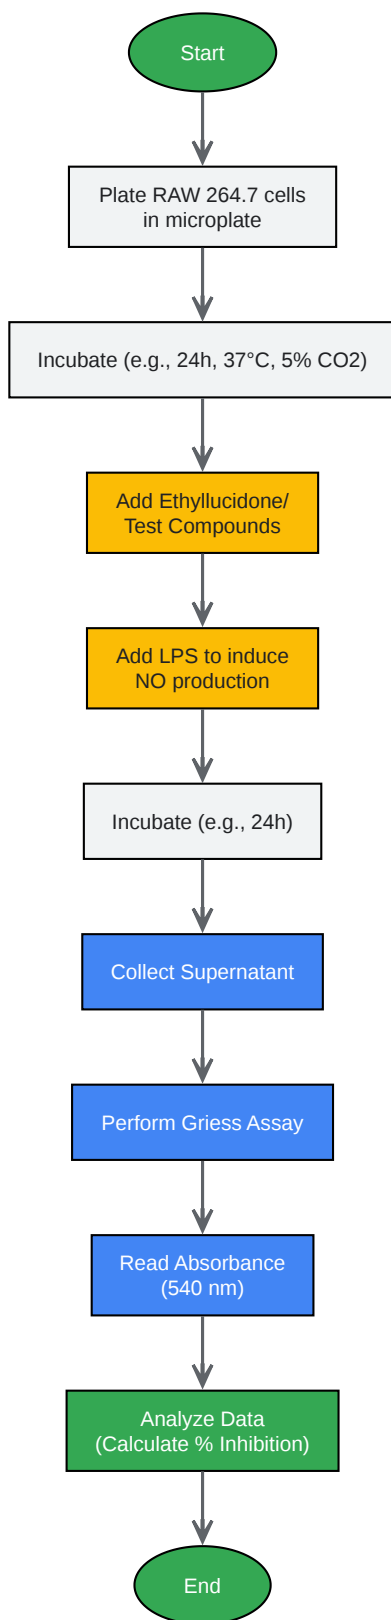 Start
Plate RAW 264.7 cells
in microplate
Incubate (e.g., 24h, 37°C, 5% CO2)
Add Ethyllucidone/
Test Compounds
Add LPS to induce
NO production
Incubate (e.g., 24h)
Collect Supernatant
Perform Griess Assay
Read Absorbance
(540 nm)
Analyze Data
(Calculate % Inhibition)
End